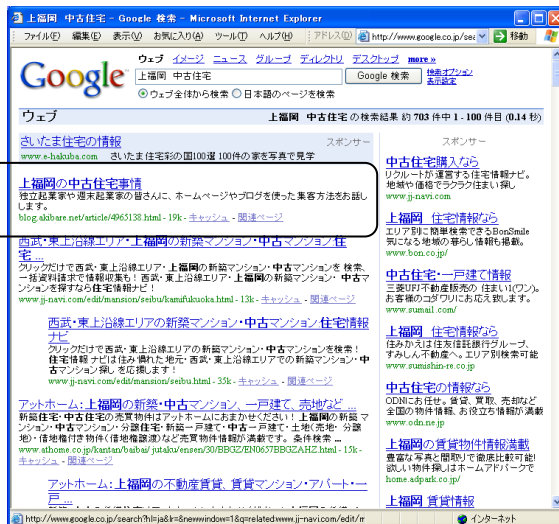 上福岡 中古住宅 - Google 検索 - Microsoft Internet Explorer
ファイル(F) 編集(E) 表示(V) お気に入り(A) ツール(T) ヘルプ(H) アドレス(D) http://www.google.co.jp/sea 移動
Google
ウェブ イメージ ニュース グループ ディレクトリ デスクトップ more »
上福岡 中古住宅 Google 検索 検索オプション
表示設定
ウェブ全体から検索 日本語のページを検索
ウェブ 上福岡 中古住宅 の検索結果 約 703 件中 1 - 100 件目 (0.14 秒)
さいたま住宅の情報 スポンサー
www.e-hakuba.com さいたま住宅彩の国100選 100件の家を写真で見学
上福岡の中古住宅事情
独立起業家や週末起業家の皆さんに、ホームページやブログを使った集客方法をお話し
します。
blog.akibare.net/article/4965138.html - 19k - キャッシュ - 関連ページ
西武・東上沿線エリア・上福岡の新築マンション・中古マンション住
宅 ...
クリックだけで西武・東上沿線エリア・上福岡の新築マンション・中古マンションを 検索、
一括資料請求で情報収集も! 西武・東上沿線エリア・上福岡の新築マンション・中古マ
ンションを探すなら住宅情報ナビ!
www.jj-navi.com/edit/mansion/seibu/kamifukuoka.html - 13k - キャッシュ - 関連ページ
西武・東上沿線エリアの新築マンション・中古マンション住宅情報
ナビ
クリックだけで西武・東上沿線エリアの新築マンション・中古マンションを検索!
住宅情報 ナビは住み慣れた地元・西武・東上沿線エリアでの新築マンション・中
古マンション探し を応援します!
www.jj-navi.com/edit/mansion/seibu.html - 35k - キャッシュ - 関連ページ
アットホーム:上福岡の新築・中古マンション、一戸建て、売地など ...
新築住宅・中古住宅の売買物件はアットホームにおまかせください! 上福岡の新築 マ
ンション・中古マンション・分譲住宅・新築一戸建て・中古一戸建て・土地(売地・ 分譲
地)・借地権付き物件(借地権譲渡)など売買物件情報が満載です。 条件検索 ...
www.athome.co.jp/kantou/baibai/jutaku/ensen/30/BBGZ/EN0657BBGZAHZ.html - 15k -
キャッシュ - 関連ページ
アットホーム:上福岡の不動産賃貸、賃貸マンション・アパート・一
戸 ...
スポンサー
中古住宅購入なら
リクルートが運営する住宅情報ナビ。
地域や価格でラクラク住まい探し
www.jj-navi.com
上福岡 住宅情報なら
エリア別に簡単検索できるBonSmile
気になる地域の暮らし情報も掲載。
www.bon.co.jp/
中古住宅・一戸建て情報
三菱UFJ不動産販売の 住まい1(ワン)。
お客様のコダワリにお応え致します。
www.sumai1.com/
上福岡 住宅情報なら
住みかえは住友信託銀行グループ、
すみしん不動産へ。エリア別検索可能
www.sumishin-re.co.jp
中古住宅の情報なら
ODNにお任せ。賃貸、買取、売却など
全国の物件情報、お役立ち情報が満載
www.odn.ne.jp
上福岡の賃貸物件情報満載
豊富な写真と間取りで徹底比較可能!
欲しい物件探しはホームアドパークで
home.adpark.co.jp/
上福岡 賃貸情報
http://www.google.co.jp/search?hl=ja&lr=&newwindow=1&q=related:www.jj-navi.com/edit/m インターネット